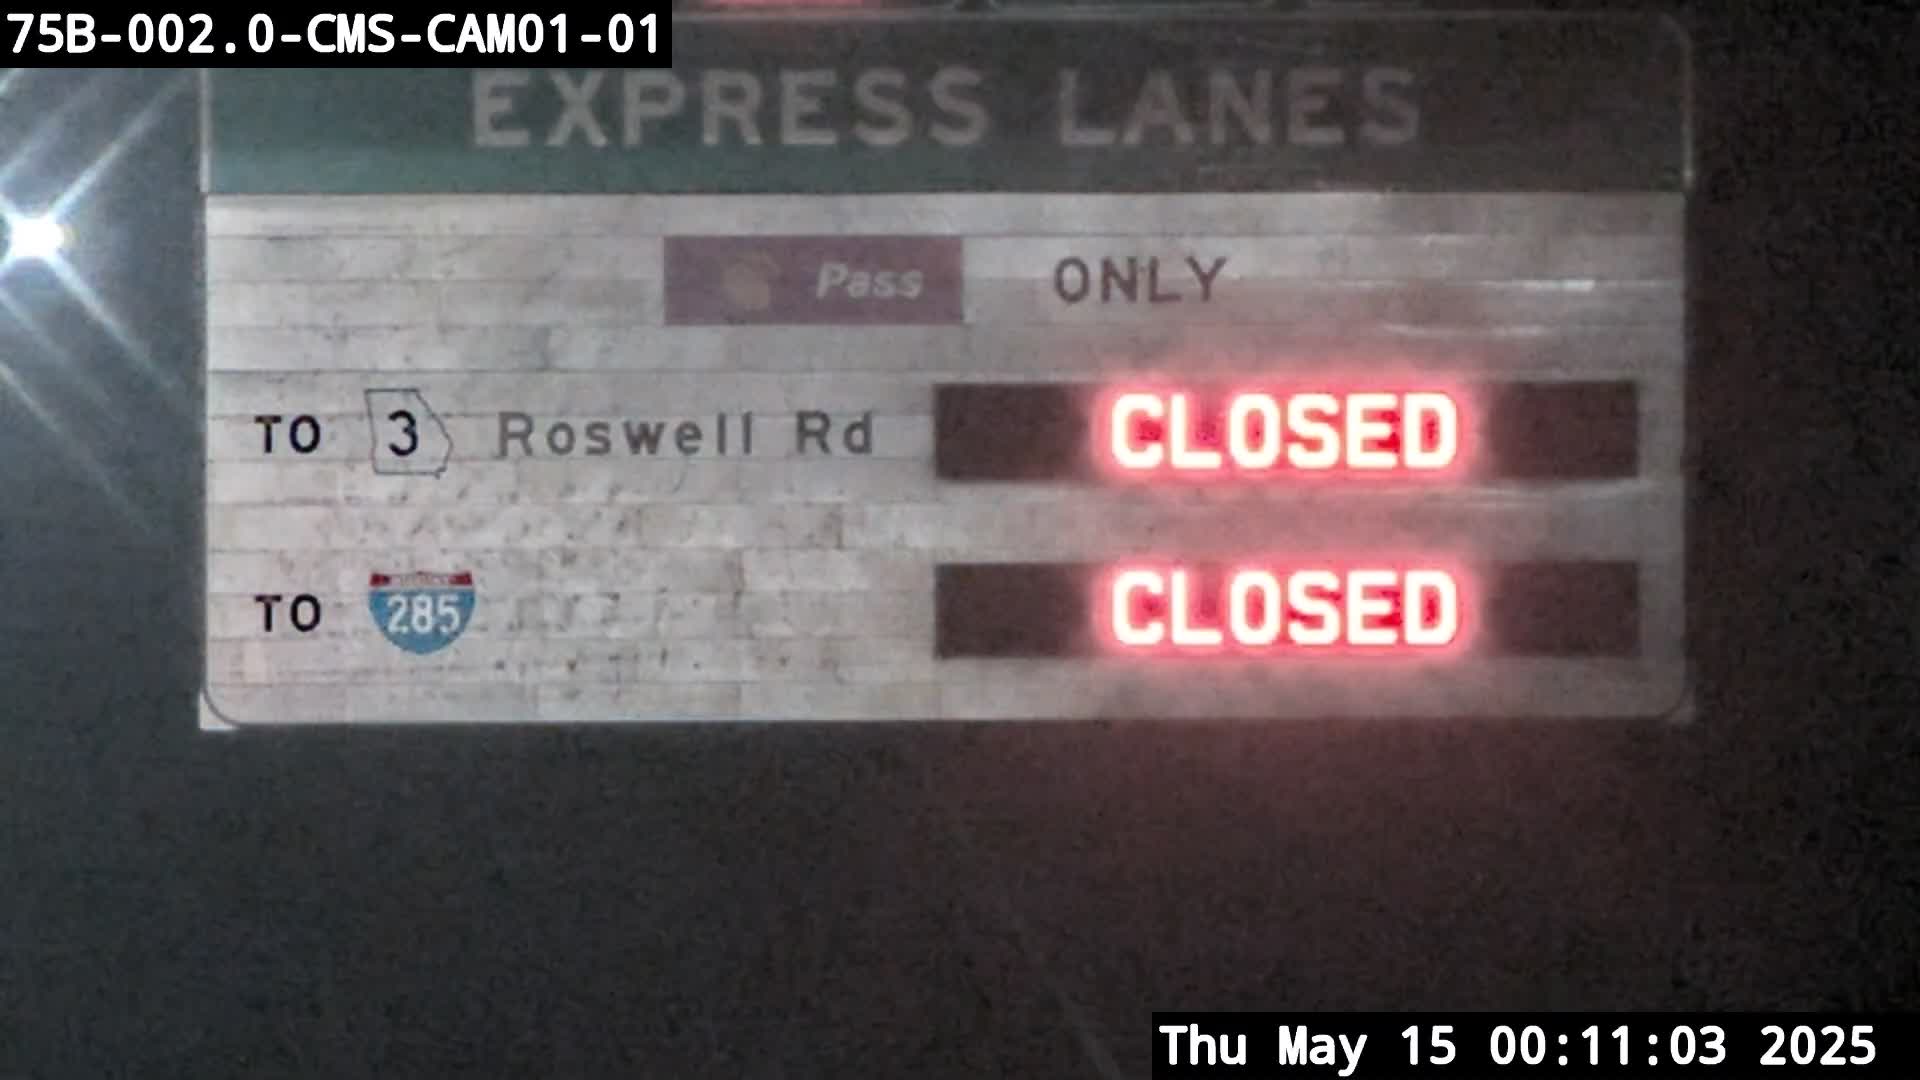 75B-002.0-CMS-CAM01-01
EXPRESS LANES
Pass ONLY
TO 3 Roswell Rd CLOSED
TO 285 CLOSED
Thu May 15 00:11:03 2025